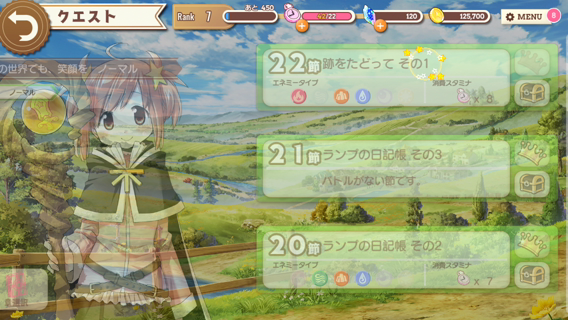 クエスト
Rank 7
あと 450
52/22
120
125,700
MENU
8
の世界でも、笑顔を ノーマル
ノーマル
22節 跡をたどって その1
エネミータイプ
消費スタミナ
× 8
21節 ランプの日記帳 その3
バトルがない節です。
20節 ランプの日記帳 その2
エネミータイプ
消費スタミナ
× 7